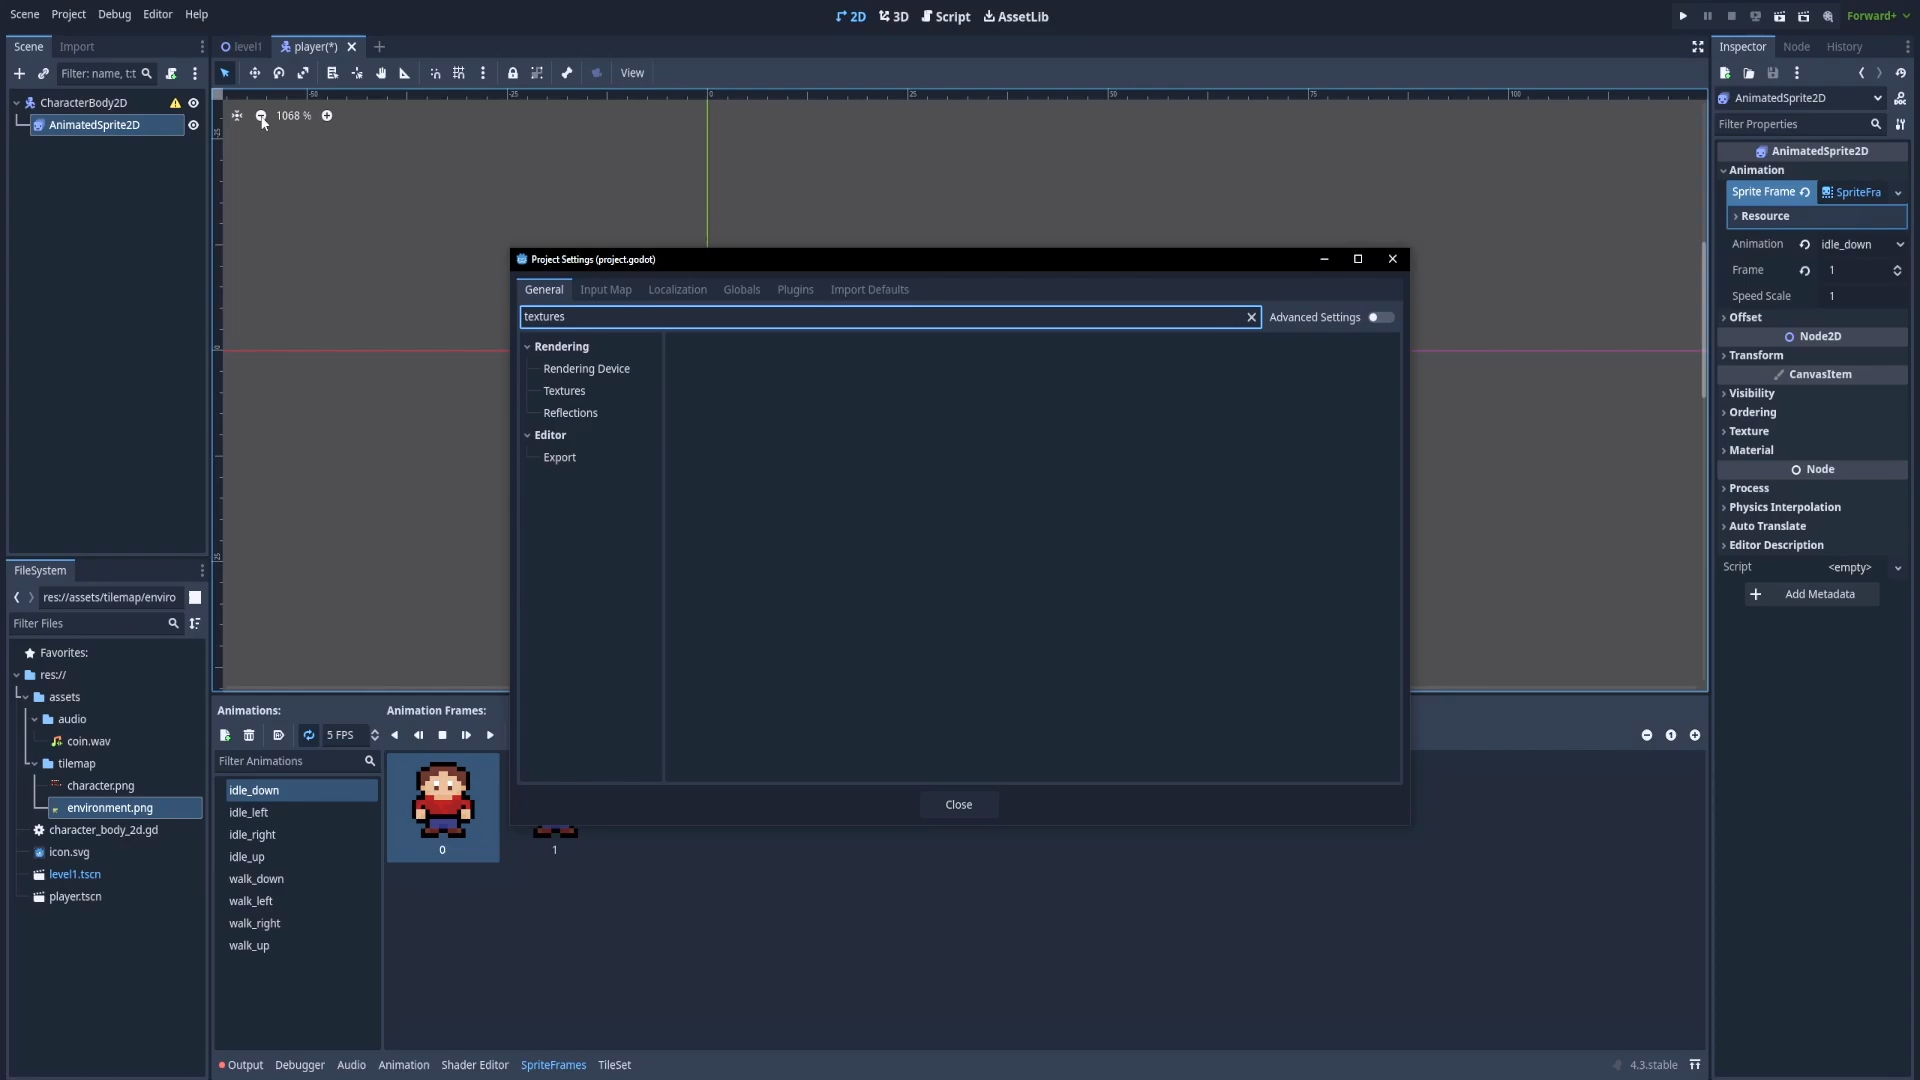 Scene Project Debug Editor Help
2D 3D Script AssetLib
Forward+
Scene Import
level1 player(*)
Inspector Node History
Filter: name, t:t
View
CharacterBody2D
AnimatedSprite2D
-50 -25 0 25 50 75 100
1068 %
AnimatedSprite2D
Filter Properties
AnimatedSprite2D
Animation
Sprite Frame SpriteFra
Resource
Animation idle_down
Frame 1
Speed Scale 1
Offset
Node2D
Transform
CanvasItem
Visibility
Ordering
Texture
Material
Node
Process
Physics Interpolation
Auto Translate
Editor Description
Script <empty>
Add Metadata
Project Settings (project.godot)
General Input Map Localization Globals Plugins Import Defaults
textures
Advanced Settings
Rendering
Rendering Device
Textures
Reflections
Editor
Export
Close
FileSystem
res://assets/tilemap/enviro
Filter Files
Favorites:
res://
assets
audio
coin.wav
tilemap
character.png
environment.png
character_body_2d.gd
icon.svg
level1.tscn
player.tscn
Animations:
5 FPS
Filter Animations
idle_down
idle_left
idle_right
idle_up
walk_down
walk_left
walk_right
walk_up
Animation Frames:
0 1
Output Debugger Audio Animation Shader Editor SpriteFrames TileSet
4.3.stable